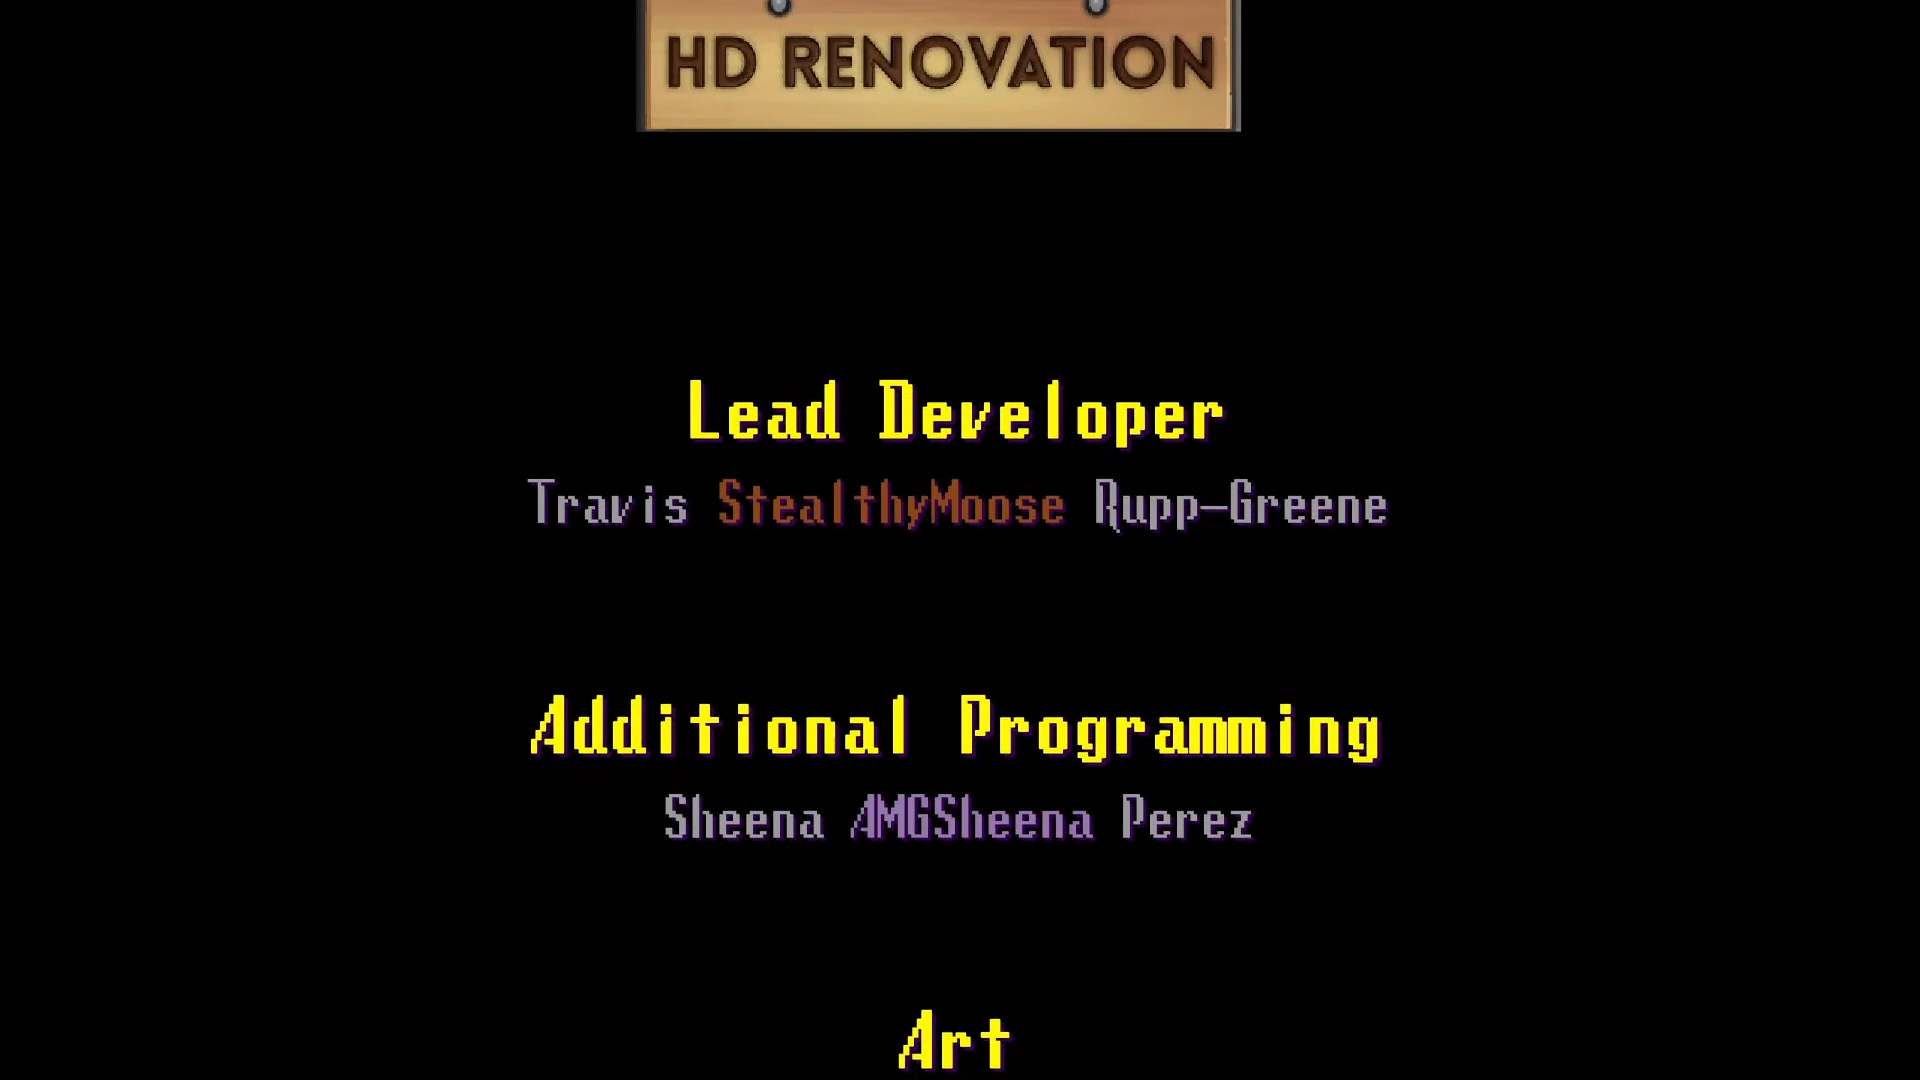 HD RENOVATION
Lead Developer
Travis StealthyMoose Rupp-Greene
Additional Programming
Sheena AMGSheena Perez
Art